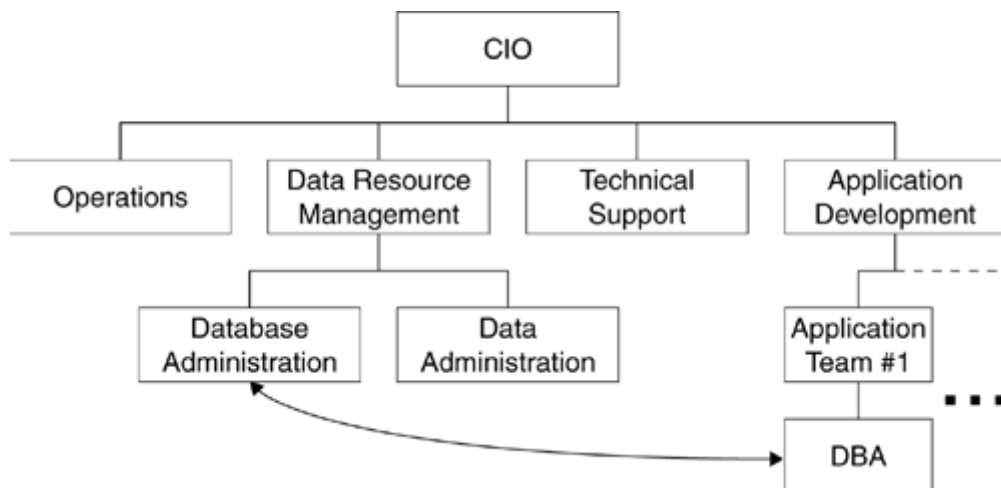 CIO
Operations
Data Resource
Management
Technical
Support
Application
Development
Database
Administration
Data
Administration
Application
Team #1
DBA